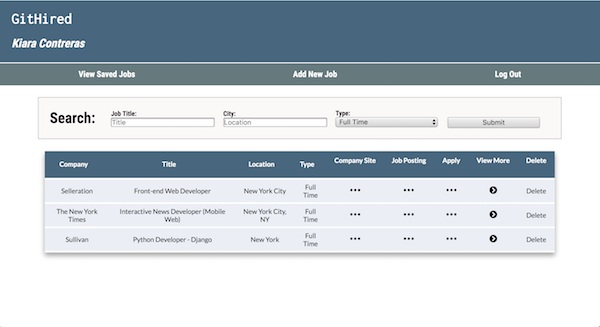 GitHired
Kiara Contreras
View Saved Jobs Add New Job Log Out
Search: Job Title: City: Type:
Title Location Full Time Submit
Company Title Location Type Company Site Job Posting Apply View More Delete
Selleration Front-end Web Developer New York City Full Time ••• ••• ••• Delete
The New York Times Interactive News Developer (Mobile Web) New York City, NY Full Time ••• ••• ••• Delete
Sullivan Python Developer - Django New York Full Time ••• ••• ••• Delete